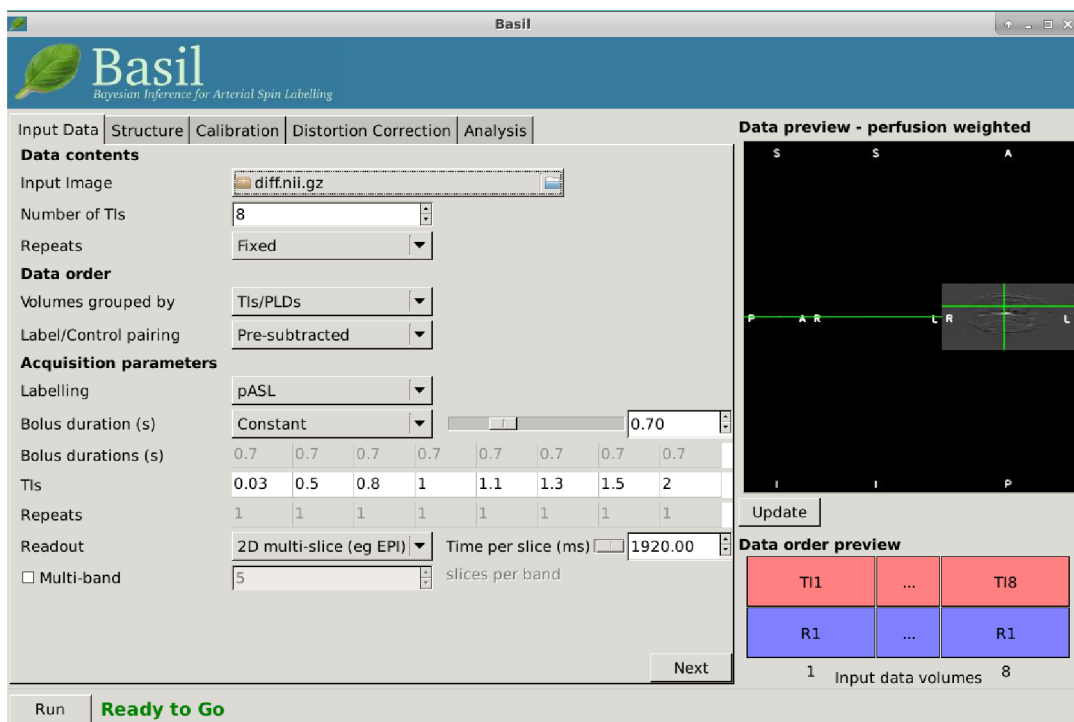 Basil
Basil
Bayesian Inference for Arterial Spin Labelling
Input Data Structure Calibration Distortion Correction Analysis
Data contents
Input Image diff.nii.gz
Number of TIs 8
Repeats Fixed
Data order
Volumes grouped by TIs/PLDs
Label/Control pairing Pre-subtracted
Acquisition parameters
Labelling pASL
Bolus duration (s) Constant 0.70
Bolus durations (s) 0.7 0.7 0.7 0.7 0.7 0.7 0.7 0.7
TIs 0.03 0.5 0.8 1 1.1 1.3 1.5 2
Repeats 1 1 1 1 1 1 1 1
Readout 2D multi-slice (eg EPI) Time per slice (ms) 1920.00
Multi-band 5 slices per band
Next
Data preview - perfusion weighted
S S A
P A R L R L
I I P
Update
Data order preview
TI1 ... TI8
R1 ... R1
1 Input data volumes 8
Run Ready to Go